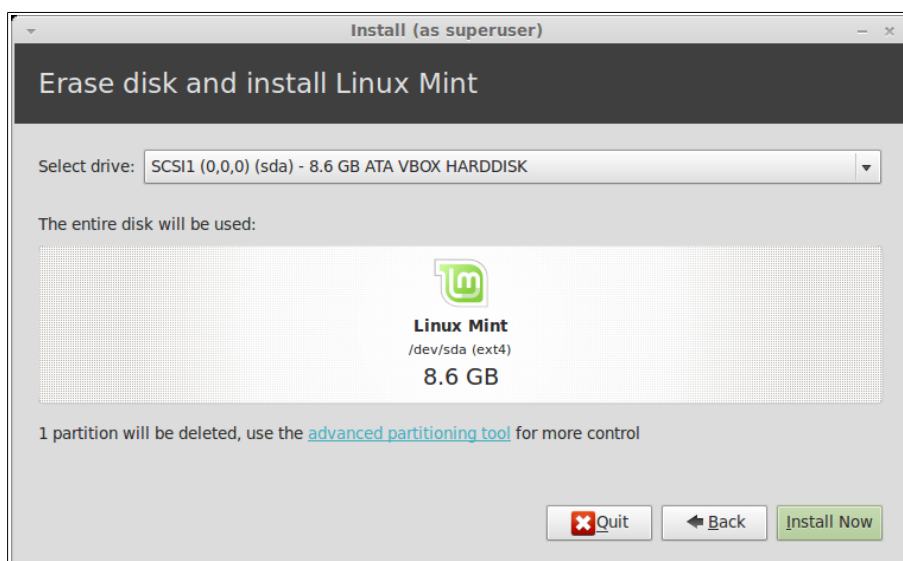 Install (as superuser)
Erase disk and install Linux Mint
Select drive: SCSI1 (0,0,0) (sda) - 8.6 GB ATA VBOX HARDDISK
The entire disk will be used:
lm
Linux Mint
/dev/sda (ext4)
8.6 GB
1 partition will be deleted, use the advanced partitioning tool for more control
Quit Back Install Now